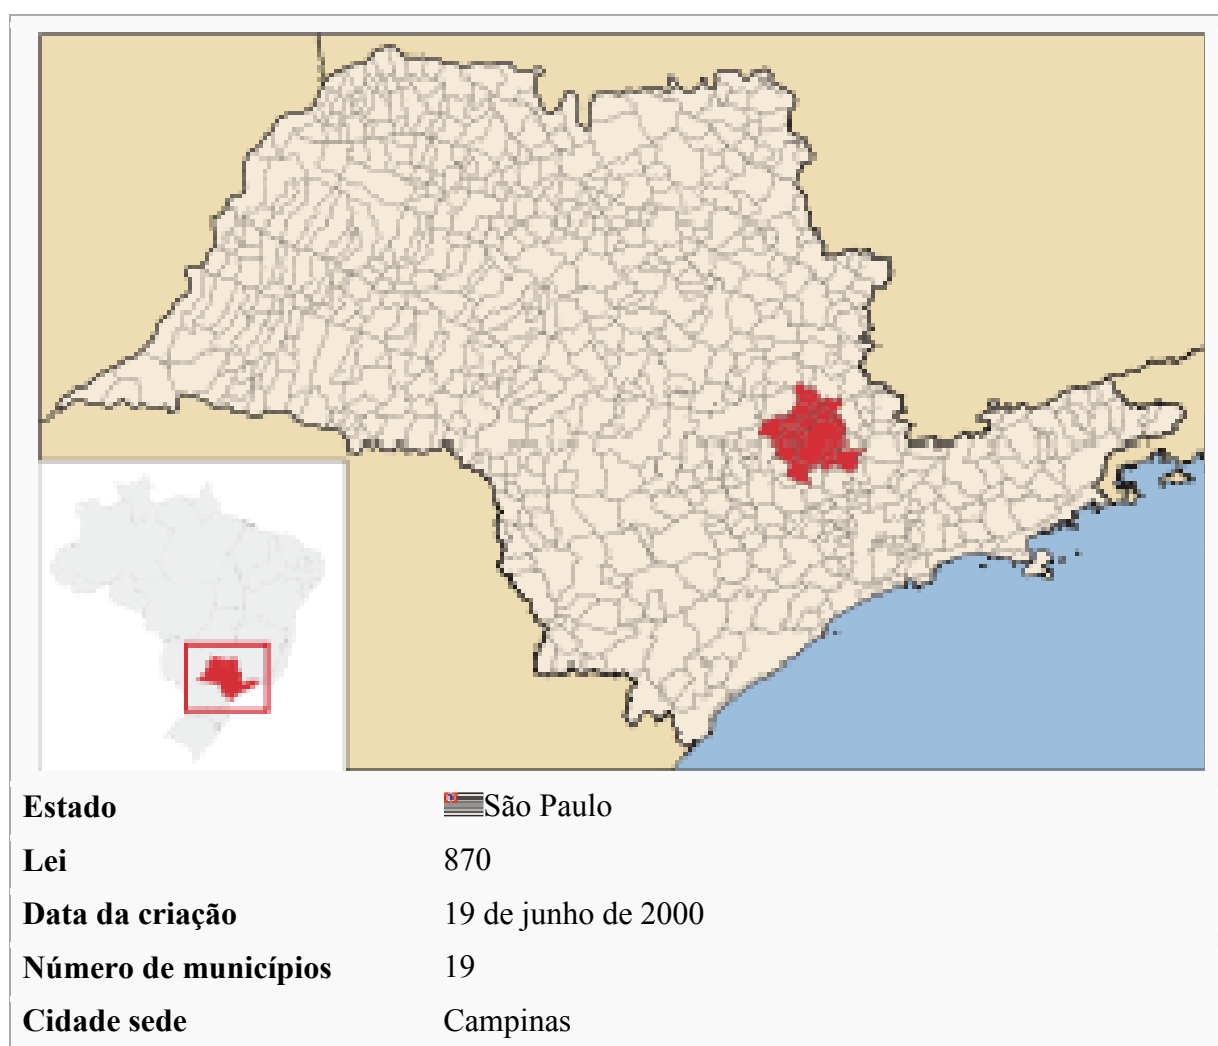 Estado São Paulo
Lei 870
Data da criação 19 de junho de 2000
Número de municípios 19
Cidade sede Campinas